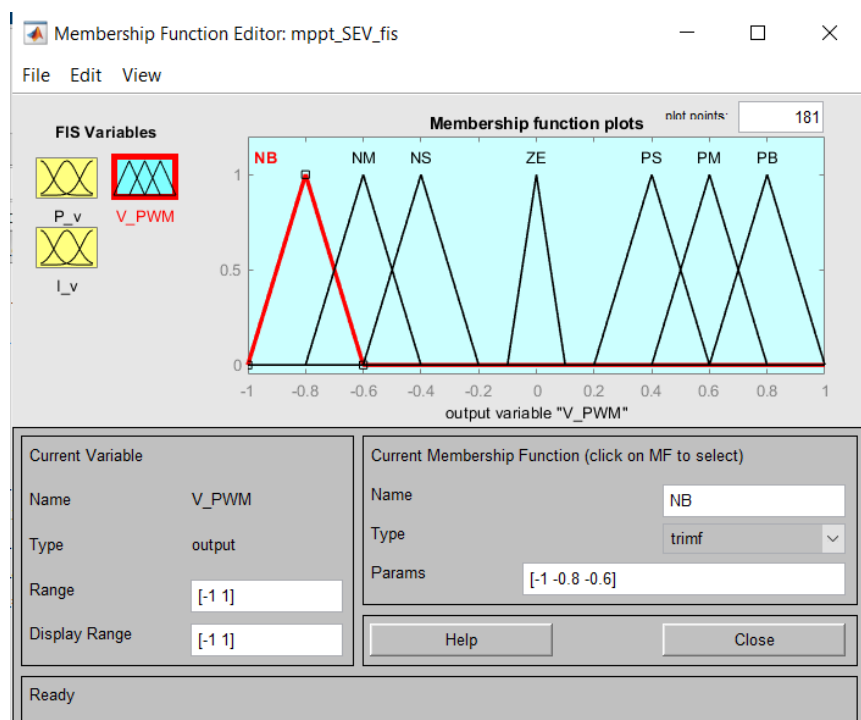 Membership Function Editor: mppt_SEV_fis
File Edit View
FIS Variables
P_v
V_PWM
I_v
Membership function plots
plot points:
181
NB NM NS ZE PS PM PB
1
0.5
0
-1 -0.8 -0.6 -0.4 -0.2 0 0.2 0.4 0.6 0.8 1
output variable "V_PWM"
Current Variable
Name V_PWM
Type output
Range [-1 1]
Display Range [-1 1]
Current Membership Function (click on MF to select)
Name NB
Type trimf
Params [-1 -0.8 -0.6]
Help Close
Ready